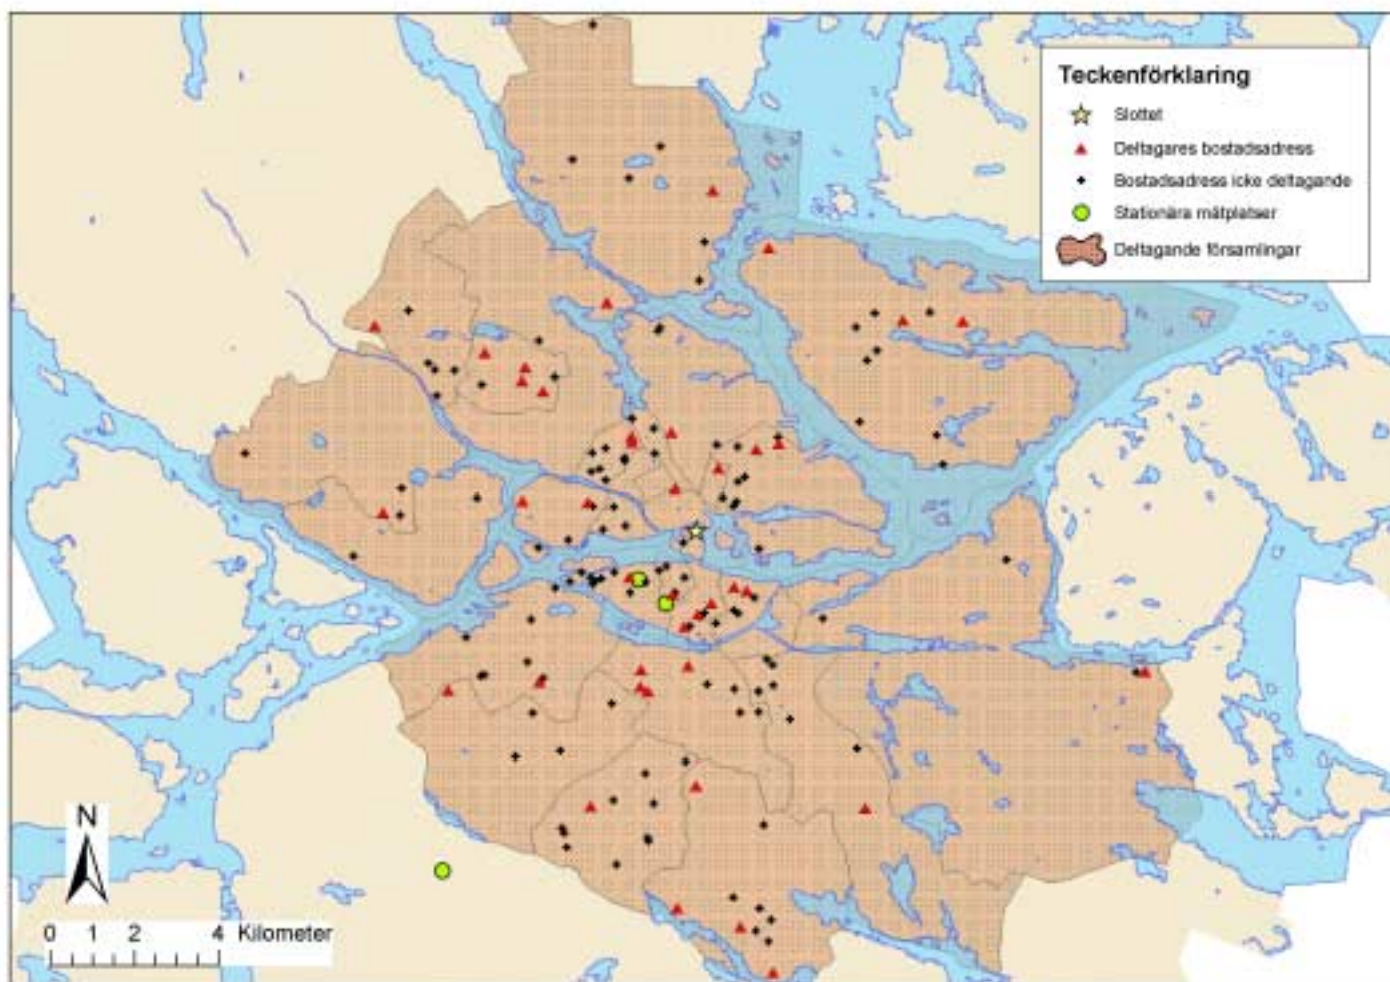 Teckenförklaring
Slottet
Deltagares bostadsadress
Bostadsadress icke deltagande
Stationära mätplatser
Deltagande församlingar
N
0 1 2 4 Kilometer